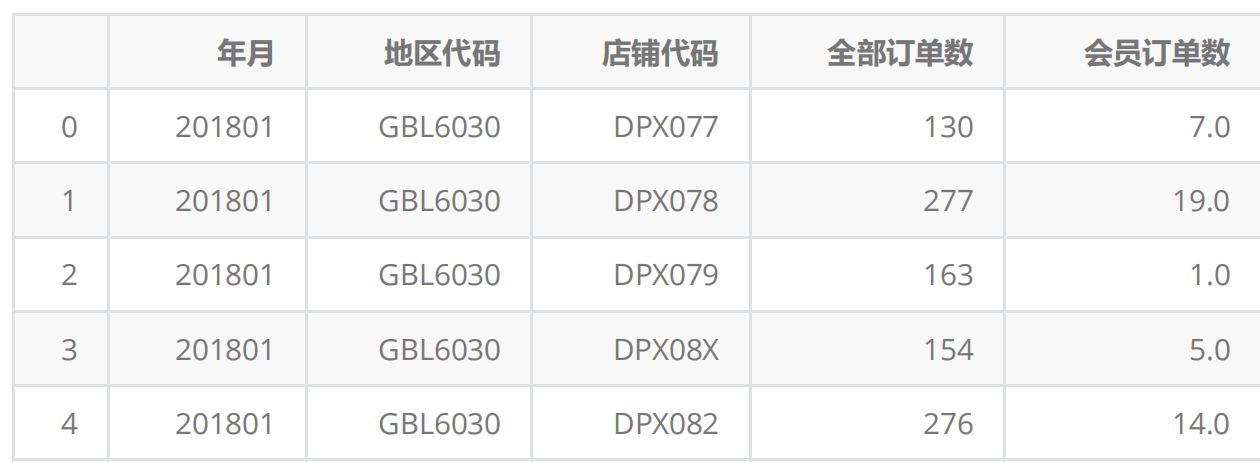 年月 地区代码 店铺代码 全部订单数 会员订单数
0 201801 GBL6030 DPX077 130 7.0
1 201801 GBL6030 DPX078 277 19.0
2 201801 GBL6030 DPX079 163 1.0
3 201801 GBL6030 DPX08X 154 5.0
4 201801 GBL6030 DPX082 276 14.0